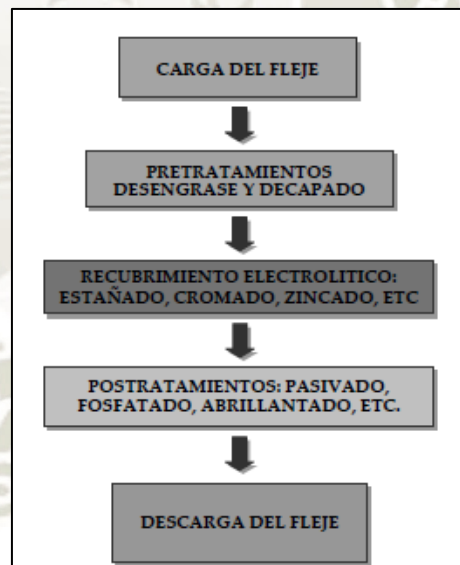 CARGA DEL FLEJE
PRETRATAMIENTOS
DESENGRASE Y DECAPADO
RECUBRIMIENTO ELECTROLITICO:
ESTAÑADO, CROMADO, ZINCADO, ETC
POSTRATAMIENTOS: PASIVADO,
FOSFATADO, ABRILLANTADO, ETC.
DESCARGA DEL FLEJE